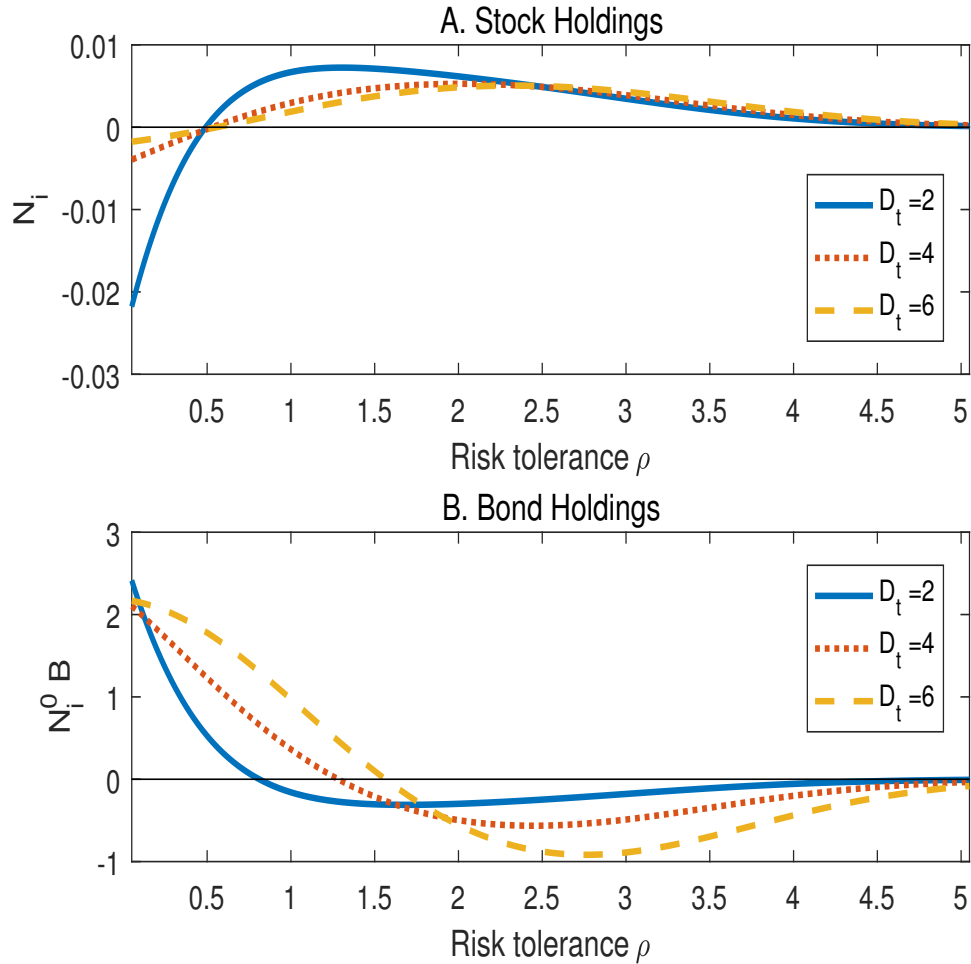 A. Stock Holdings
0.01
0
-0.01
-0.02
-0.03
N_i
D_t =2
D_t =4
D_t =6
0.5 1 1.5 2 2.5 3 3.5 4 4.5 5
Risk tolerance ρ
B. Bond Holdings
3
2
1
0
-1
N_i^0 B
D_t =2
D_t =4
D_t =6
0.5 1 1.5 2 2.5 3 3.5 4 4.5 5
Risk tolerance ρ